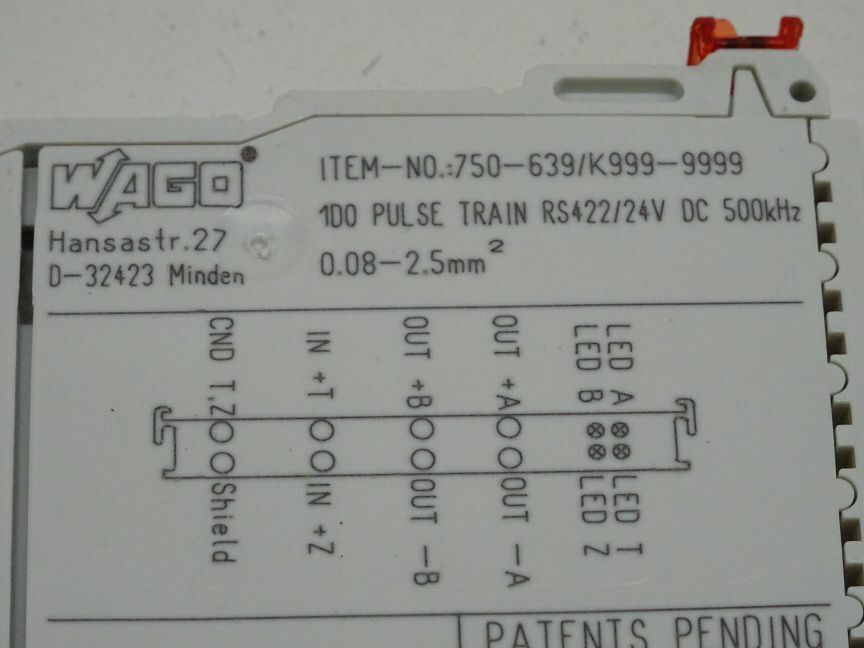 WAGO
Hansastr.27
D-32423 Minden
ITEM-NO.:750-639/K999-9999
1DO PULSE TRAIN RS422/24V DC 500kHz
0.08-2.5mm²
CND T,Z
IN +T
OUT +B
OUT +A
LED B
LED A
Shield
IN +Z
OUT -B
OUT -A
LED Z
LED T
PATENTS PENDING